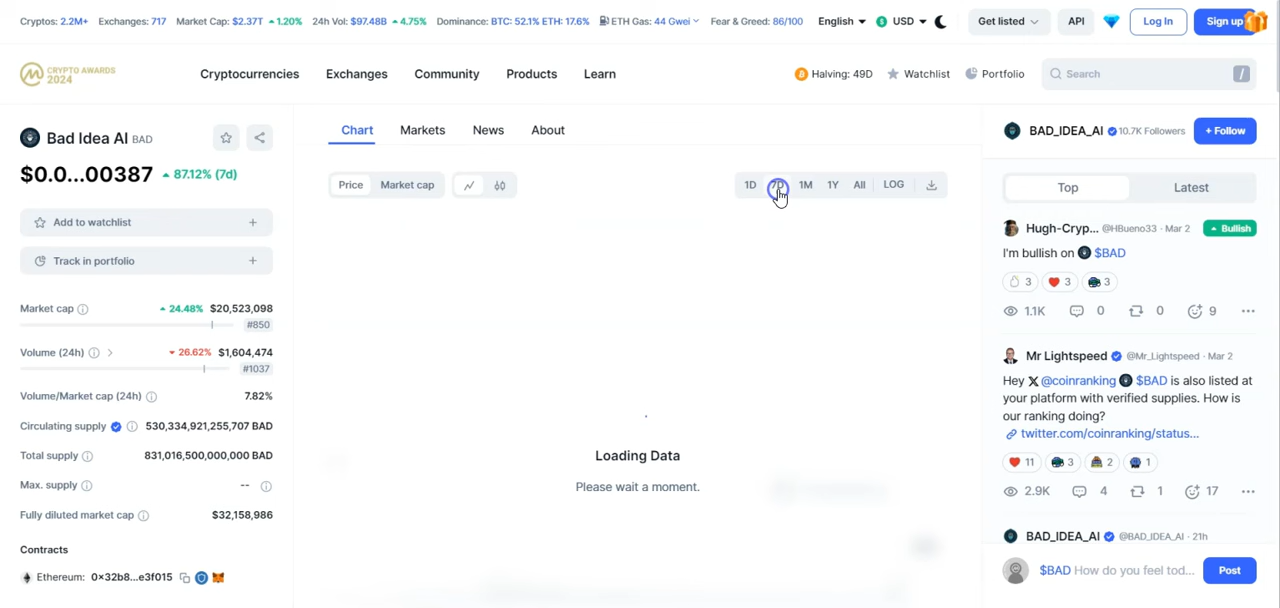 Cryptos: 2.2M+ Exchanges: 717 Market Cap: $2.37T 1.20% 24h Vol: $97.48B 4.75% Dominance: BTC: 52.1% ETH: 17.6% ETH Gas: 44 Gwei Fear & Greed: 86/100 English USD Get listed API Log In Sign up
CRYPTO AWARDS
2024
Cryptocurrencies Exchanges Community Products Learn Halving: 49D Watchlist Portfolio Search /
Bad Idea AI BAD
$0.0...00387 87.12% (7d)
Add to watchlist +
Track in portfolio +
Market cap 24.48% $20,523,098
#850
Volume (24h) 26.62% $1,604,474
#1037
Volume/Market cap (24h) 7.82%
Circulating supply 530,334,921,255,707 BAD
Total supply 831,016,500,000,000 BAD
Max. supply --
Fully diluted market cap $32,158,986
Contracts
Ethereum: 0x32b8...e3f015
Chart Markets News About
Price Market cap 1D 7D 1M 1Y All LOG
Loading Data
Please wait a moment.
BAD_IDEA_AI 10.7K Followers + Follow
Top Latest
Hugh-Cryp... @HBueno33 · Mar 2 Bullish
I'm bullish on $BAD
3 3 3
1.1K 0 0 9
Mr Lightspeed @Mr_Lightspeed · Mar 2
Hey X @coinranking $BAD is also listed at
your platform with verified supplies. How is
our ranking doing?
twitter.com/coinranking/status...
11 3 2 1
2.9K 4 1 17
BAD_IDEA_AI @BAD_IDEA_AI · 21h
$BAD How do you feel tod... Post